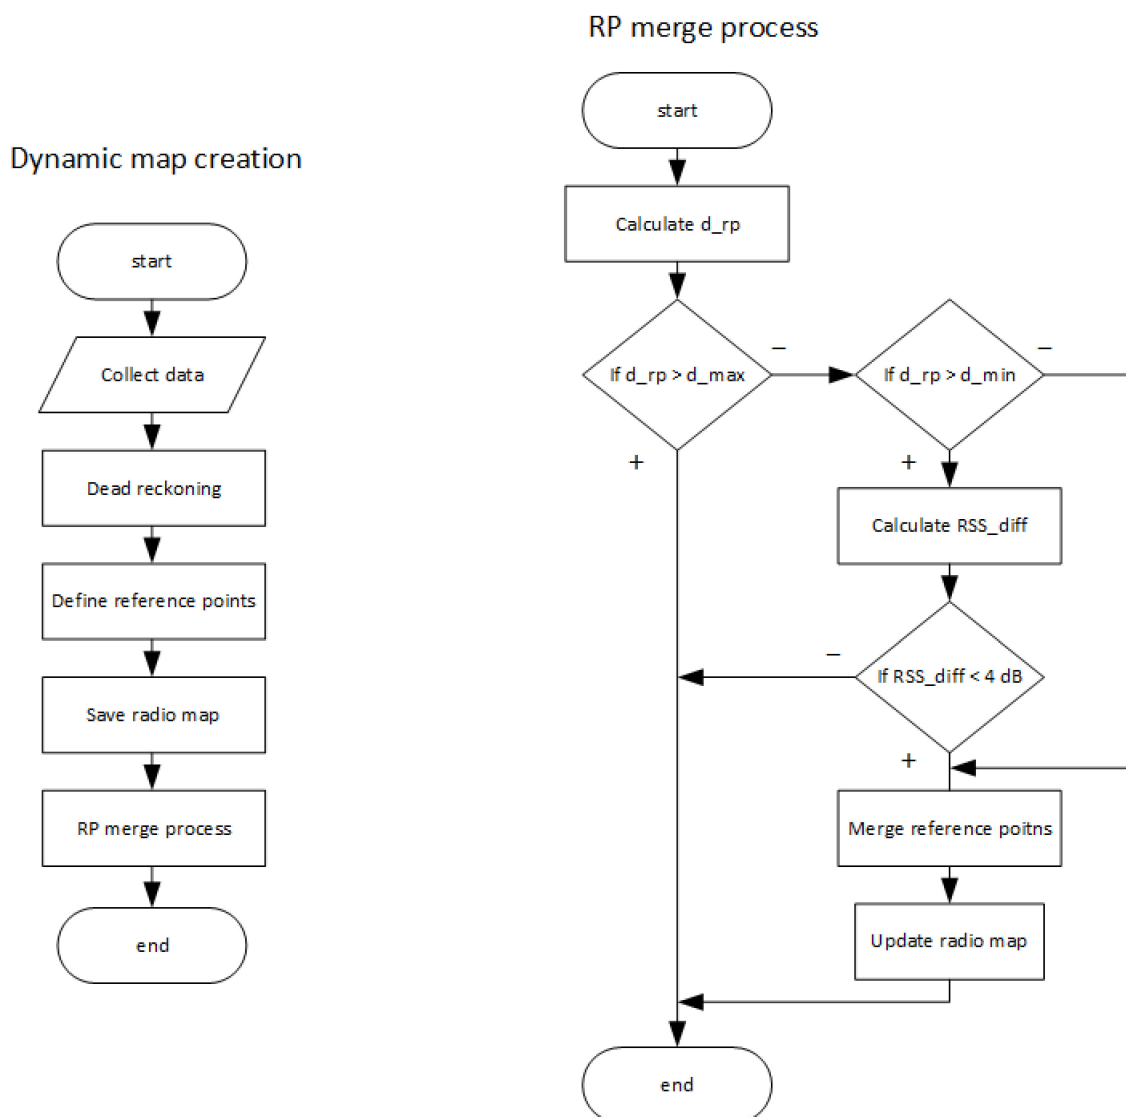 Dynamic map creation
start
Collect data
Dead reckoning
Define reference points
Save radio map
RP merge process
end
RP merge process
start
Calculate d_rp
If d_rp > d_max
–
If d_rp > d_min
–
+
+
Calculate RSS_diff
–
If RSS_diff < 4 dB
+
Merge reference poitns
Update radio map
end